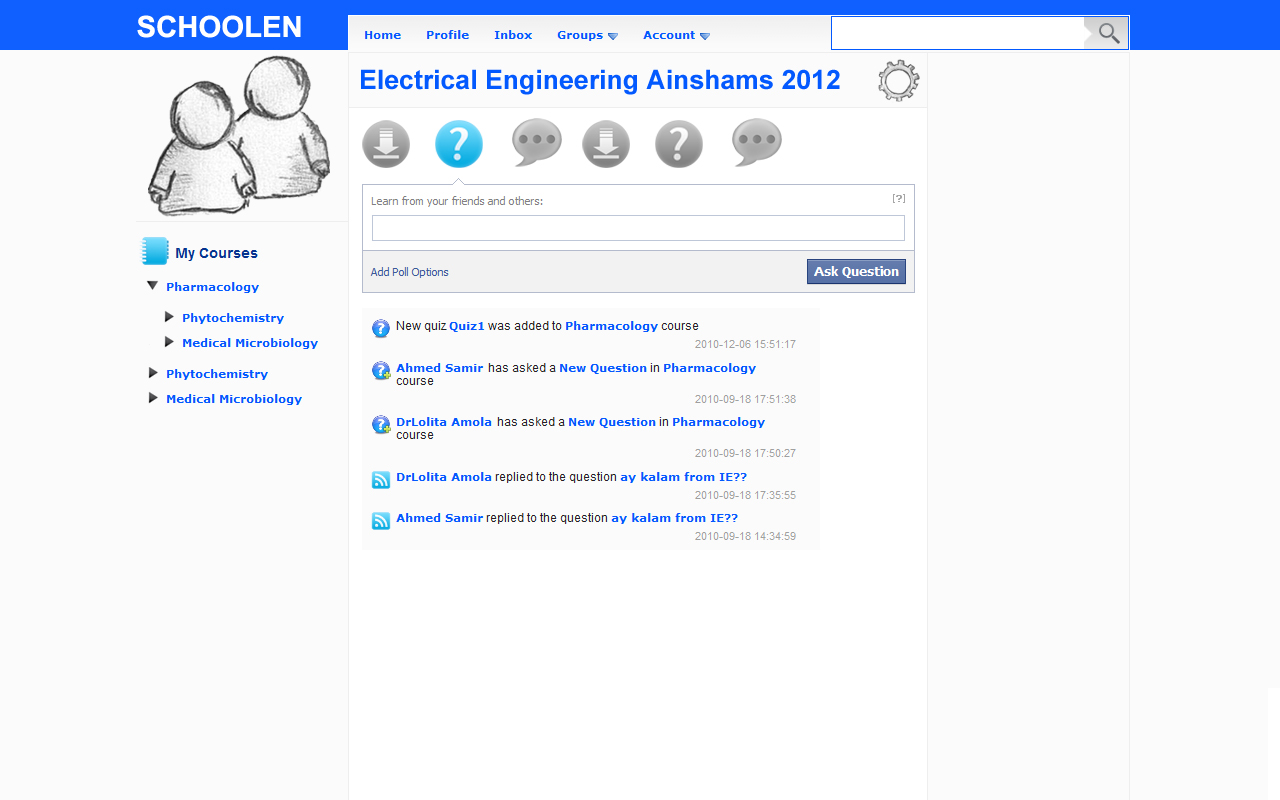 SCHOOLEN
Home Profile Inbox Groups Account
Electrical Engineering Ainshams 2012
Learn from your friends and others: [?]
Add Poll Options Ask Question
My Courses
Pharmacology
Phytochemistry
Medical Microbiology
Phytochemistry
Medical Microbiology
New quiz Quiz1 was added to Pharmacology course
2010-12-06 15:51:17
Ahmed Samir has asked a New Question in Pharmacology
course
2010-09-18 17:51:38
DrLolita Amola has asked a New Question in Pharmacology
course
2010-09-18 17:50:27
DrLolita Amola replied to the question ay kalam from IE??
2010-09-18 17:35:55
Ahmed Samir replied to the question ay kalam from IE??
2010-09-18 14:34:59